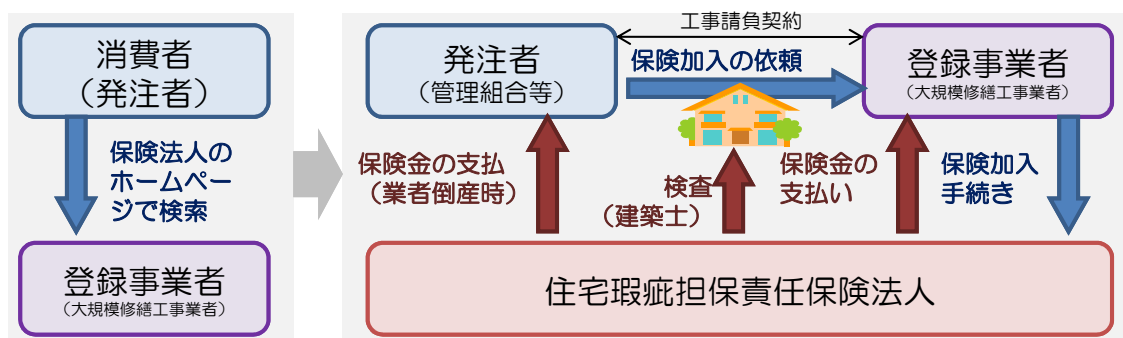 消費者
（発注者）
保険法人の
ホームペー
ジで検索
登録事業者
（大規模修繕工事業者）
工事請負契約
発注者
（管理組合等）
保険加入の依頼
登録事業者
（大規模修繕工事業者）
保険金の支払
（業者倒産時）
検査
（建築士）
保険金の
支払い
保険加入
手続き
住宅瑕疵担保責任保険法人